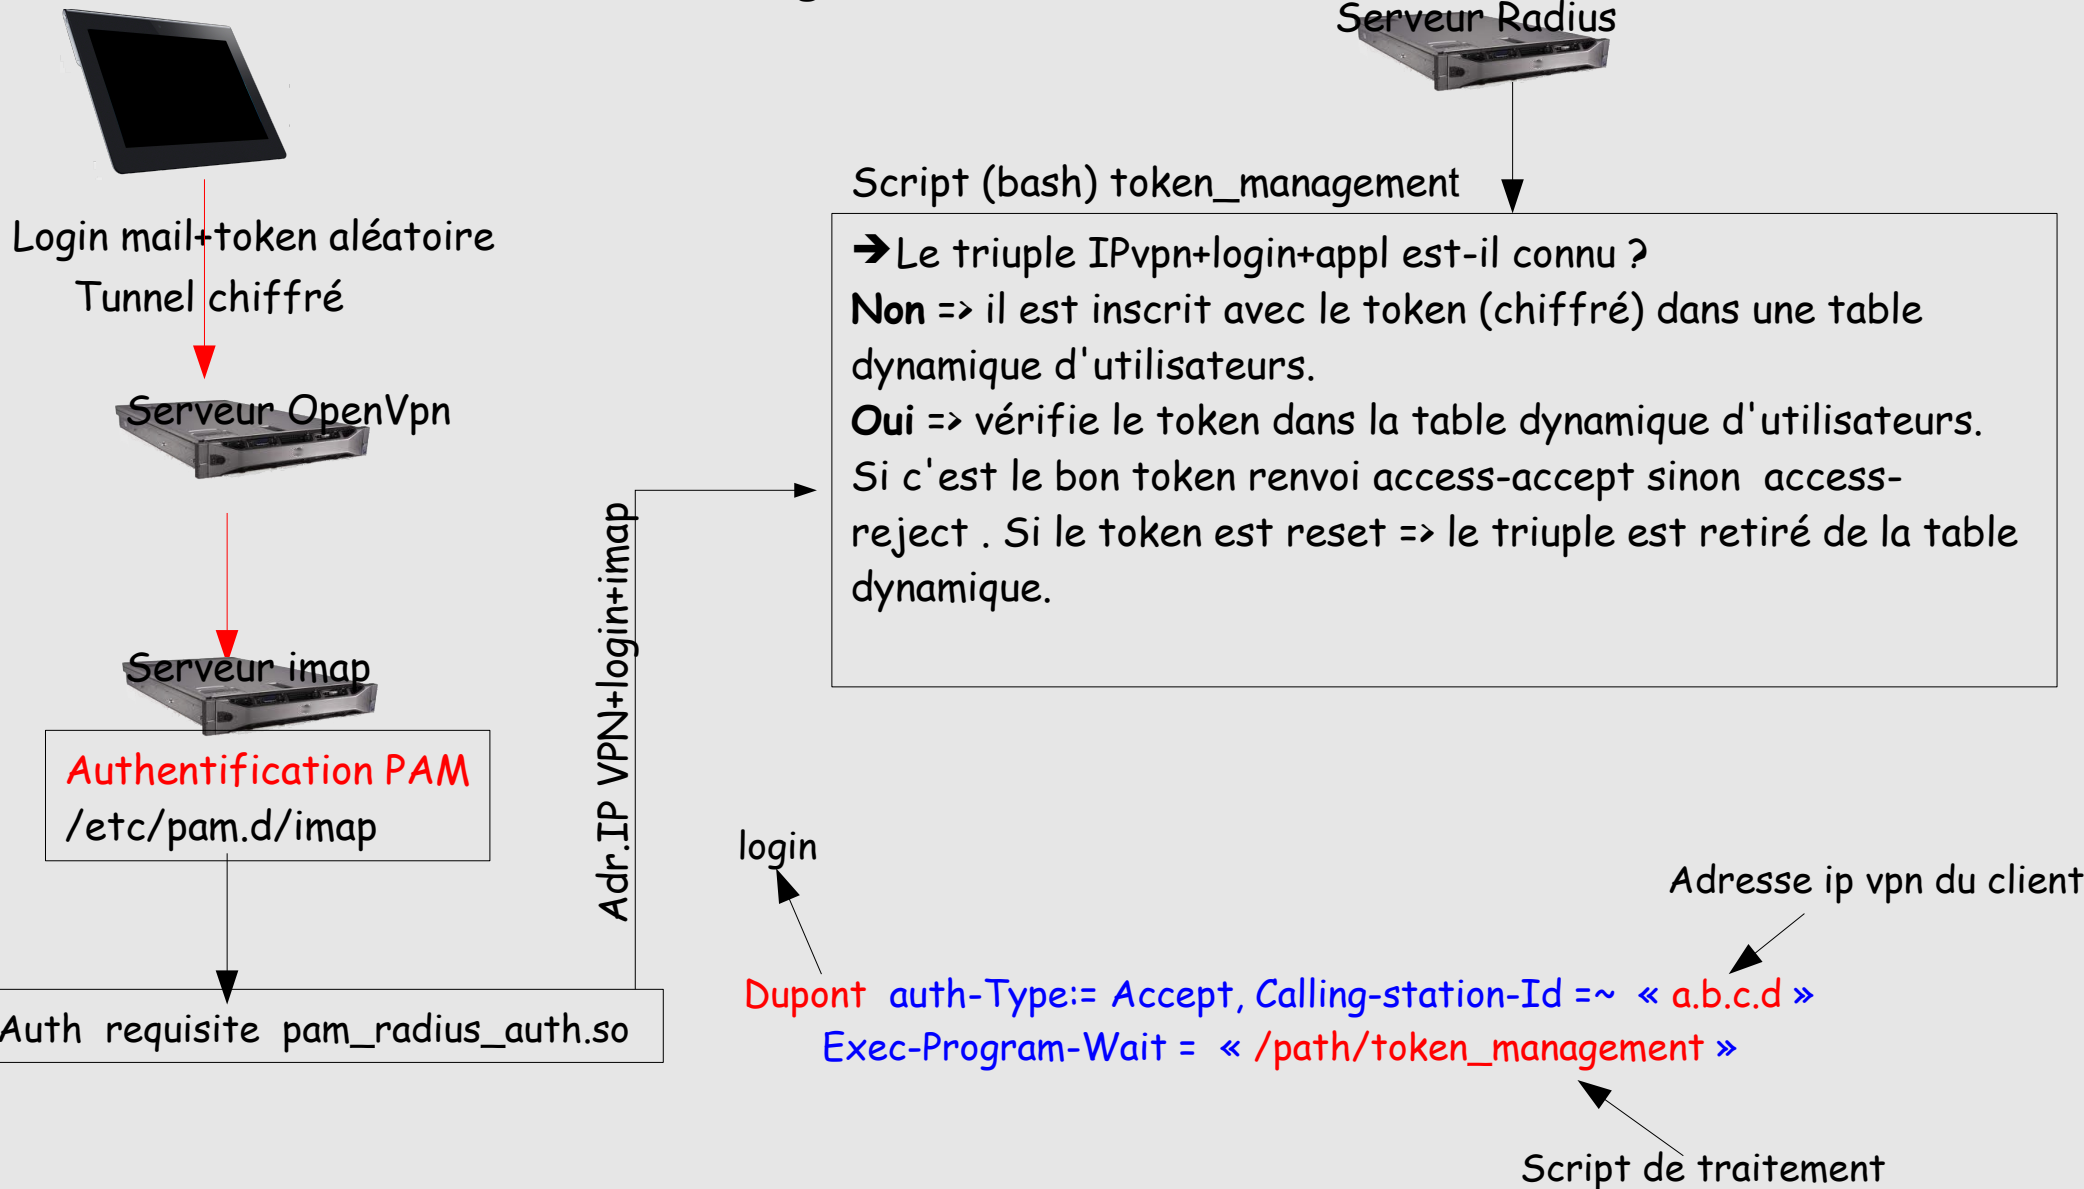 Serveur Radius
Login mail+token aléatoire
Tunnel chiffré
Serveur OpenVpn
Serveur imap
Authentification PAM
/etc/pam.d/imap
Auth requisite pam_radius_auth.so
Adr.IP VPN+login+imap
Script (bash) token_management
➔Le triuple IPvpn+login+appl est-il connu ?
Non => il est inscrit avec le token (chiffré) dans une table
dynamique d'utilisateurs.
Oui => vérifie le token dans la table dynamique d'utilisateurs.
Si c'est le bon token renvoi access-accept sinon access-
reject . Si le token est reset => le triuple est retiré de la table
dynamique.
login
Adresse ip vpn du client
Dupont auth-Type:= Accept, Calling-station-Id =~ « a.b.c.d »
Exec-Program-Wait = « /path/token_management »
Script de traitement